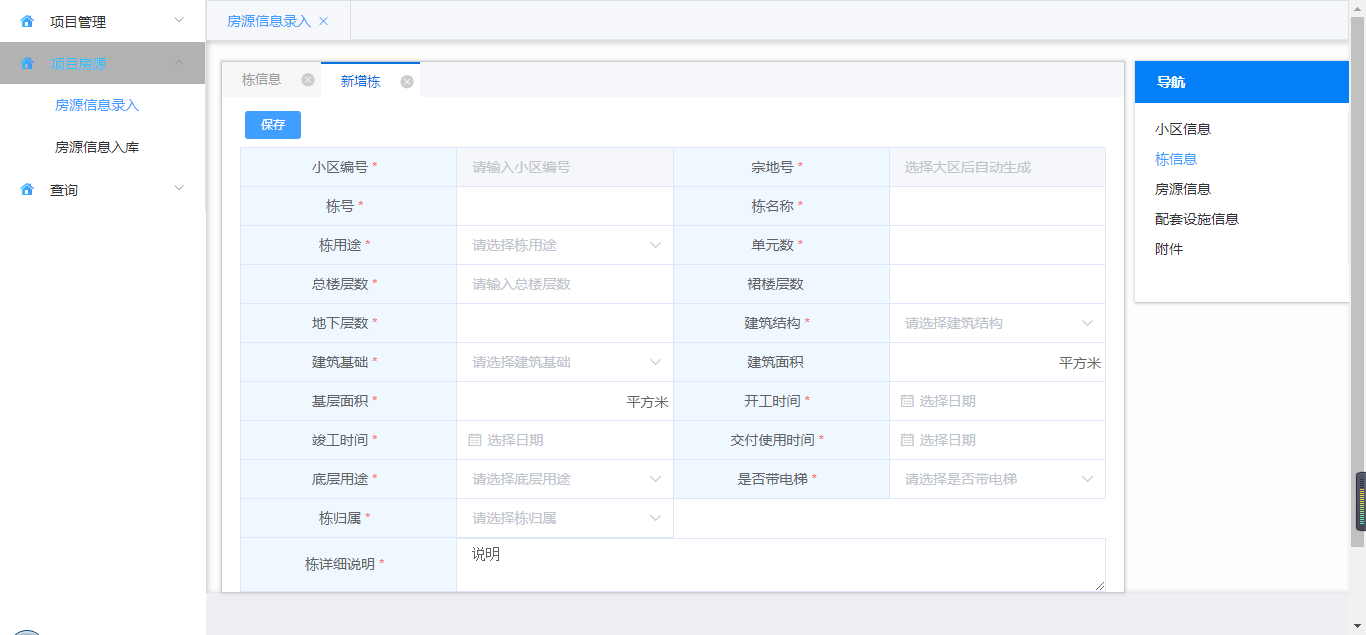 项目管理
项目房源
房源信息录入
房源信息入库
查询
房源信息录入
栋信息
新增栋
保存
小区编号 * 请输入小区编号 宗地号 * 选择大区后自动生成
栋号 * 栋名称 *
栋用途 * 请选择栋用途 单元数 *
总楼层数 * 请输入总楼层数 裙楼层数
地下层数 * 建筑结构 * 请选择建筑结构
建筑基础 * 请选择建筑基础 建筑面积 平方米
基层面积 * 平方米 开工时间 * 选择日期
竣工时间 * 选择日期 交付使用时间 * 选择日期
底层用途 * 请选择底层用途 是否带电梯 * 请选择是否带电梯
栋归属 * 请选择栋归属
栋详细说明 * 说明
导航
小区信息
栋信息
房源信息
配套设施信息
附件